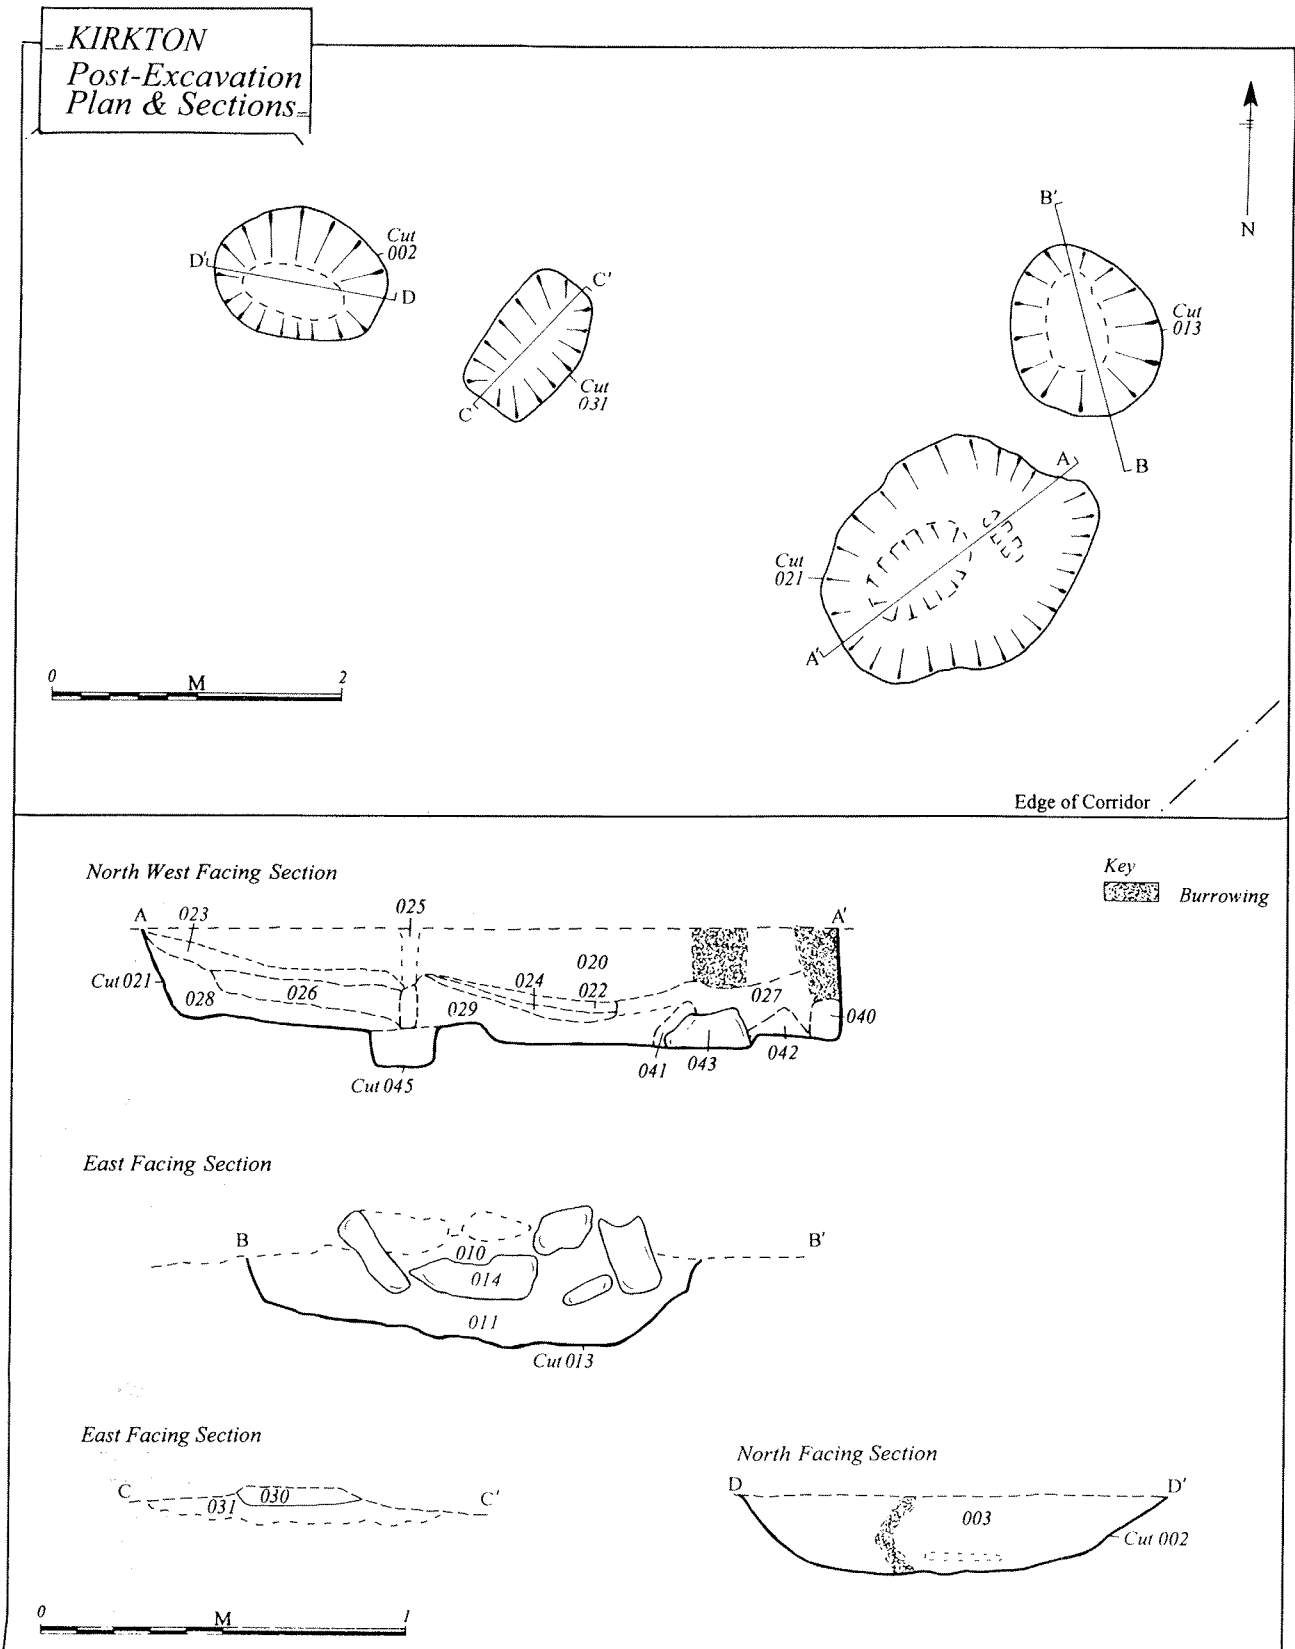 KIRKTON
Post-Excavation
Plan & Sections
N
B'
Cut
002
D'
D
C'
Cut
013
Cut
031
C
A
B
Cut
021
A'
0 M 2
Edge of Corridor
North West Facing Section
Key
Burrowing
A 023 025 A'
020
Cut 021
024
026
022
027
028
029
040
041
043
042
Cut 045
East Facing Section
B B'
010
014
011
Cut 013
East Facing Section
C 031 030 C'
North Facing Section
D D'
003
Cut 002
0 M 1